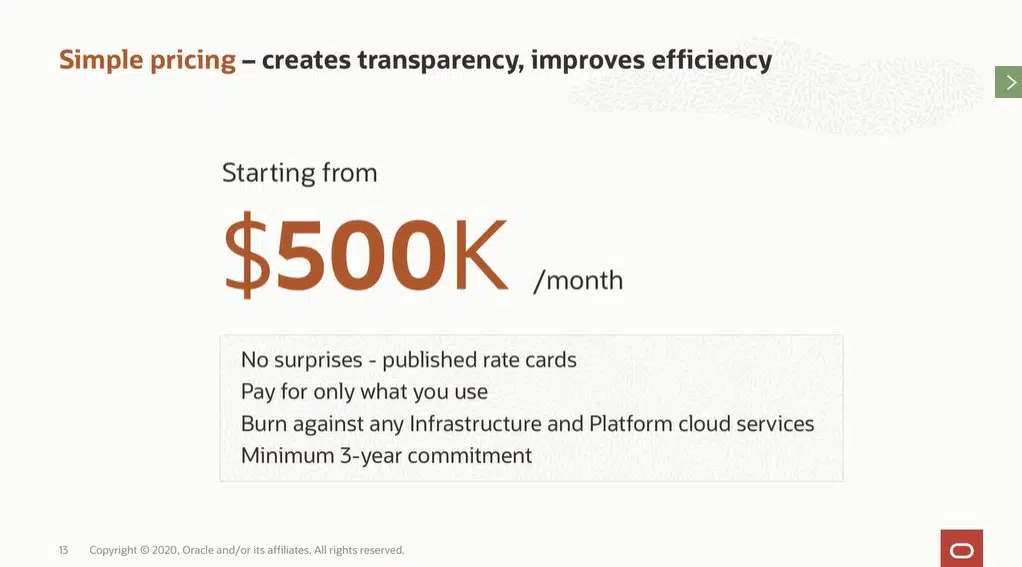 Simple pricing – creates transparency, improves efficiency
Starting from
$500K /month
No surprises - published rate cards
Pay for only what you use
Burn against any Infrastructure and Platform cloud services
Minimum 3-year commitment
13 Copyright © 2020, Oracle and/or its affiliates. All rights reserved.